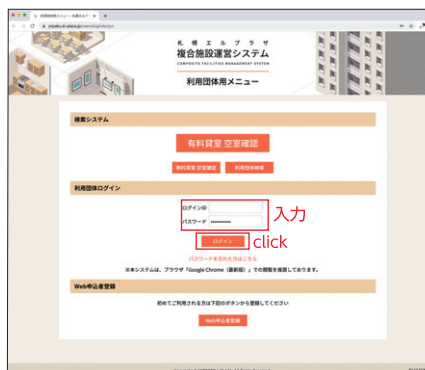 yoyaku.el-plaza.jp/users/login/enjun
札幌エルプラザ
複合施設運営システム
COMPOSITE FACILITIES MANAGEMENT SYSTEM
利用団体用メニュー
検索システム
有料貸室 空室確認
無料貸室 空室確認 利用団体検索
利用団体ログイン
ログインID
パスワード
入力
ログイン click
パスワードを忘れた方はこちら
※本システムは、ブラウザ「Google Chrome（最新版）」での閲覧を推奨しております。
Web申込者登録
初めてご利用される方は下記のボタンから登録してください
Web申込者登録